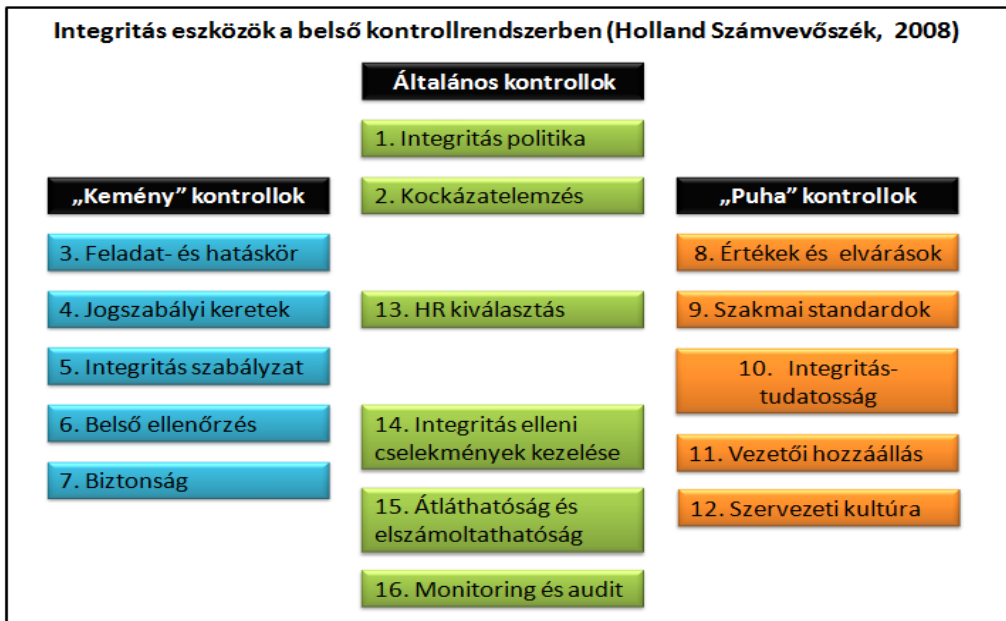 Integritás eszközök a belső kontrollrendszerben (Holland Számvevőszék, 2008)
Általános kontrollok
1. Integritás politika
2. Kockázatelemzés
13. HR kiválasztás
14. Integritás elleni
cselekmények kezelése
15. Átláthatóság és
elszámoltathatóság
16. Monitoring és audit
„Kemény” kontrollok
3. Feladat- és hatáskör
4. Jogszabályi keretek
5. Integritás szabályzat
6. Belső ellenőrzés
7. Biztonság
„Puha” kontrollok
8. Értékek és elvárások
9. Szakmai standardok
10. Integritás-
tudatosság
11. Vezetői hozzáállás
12. Szervezeti kultúra